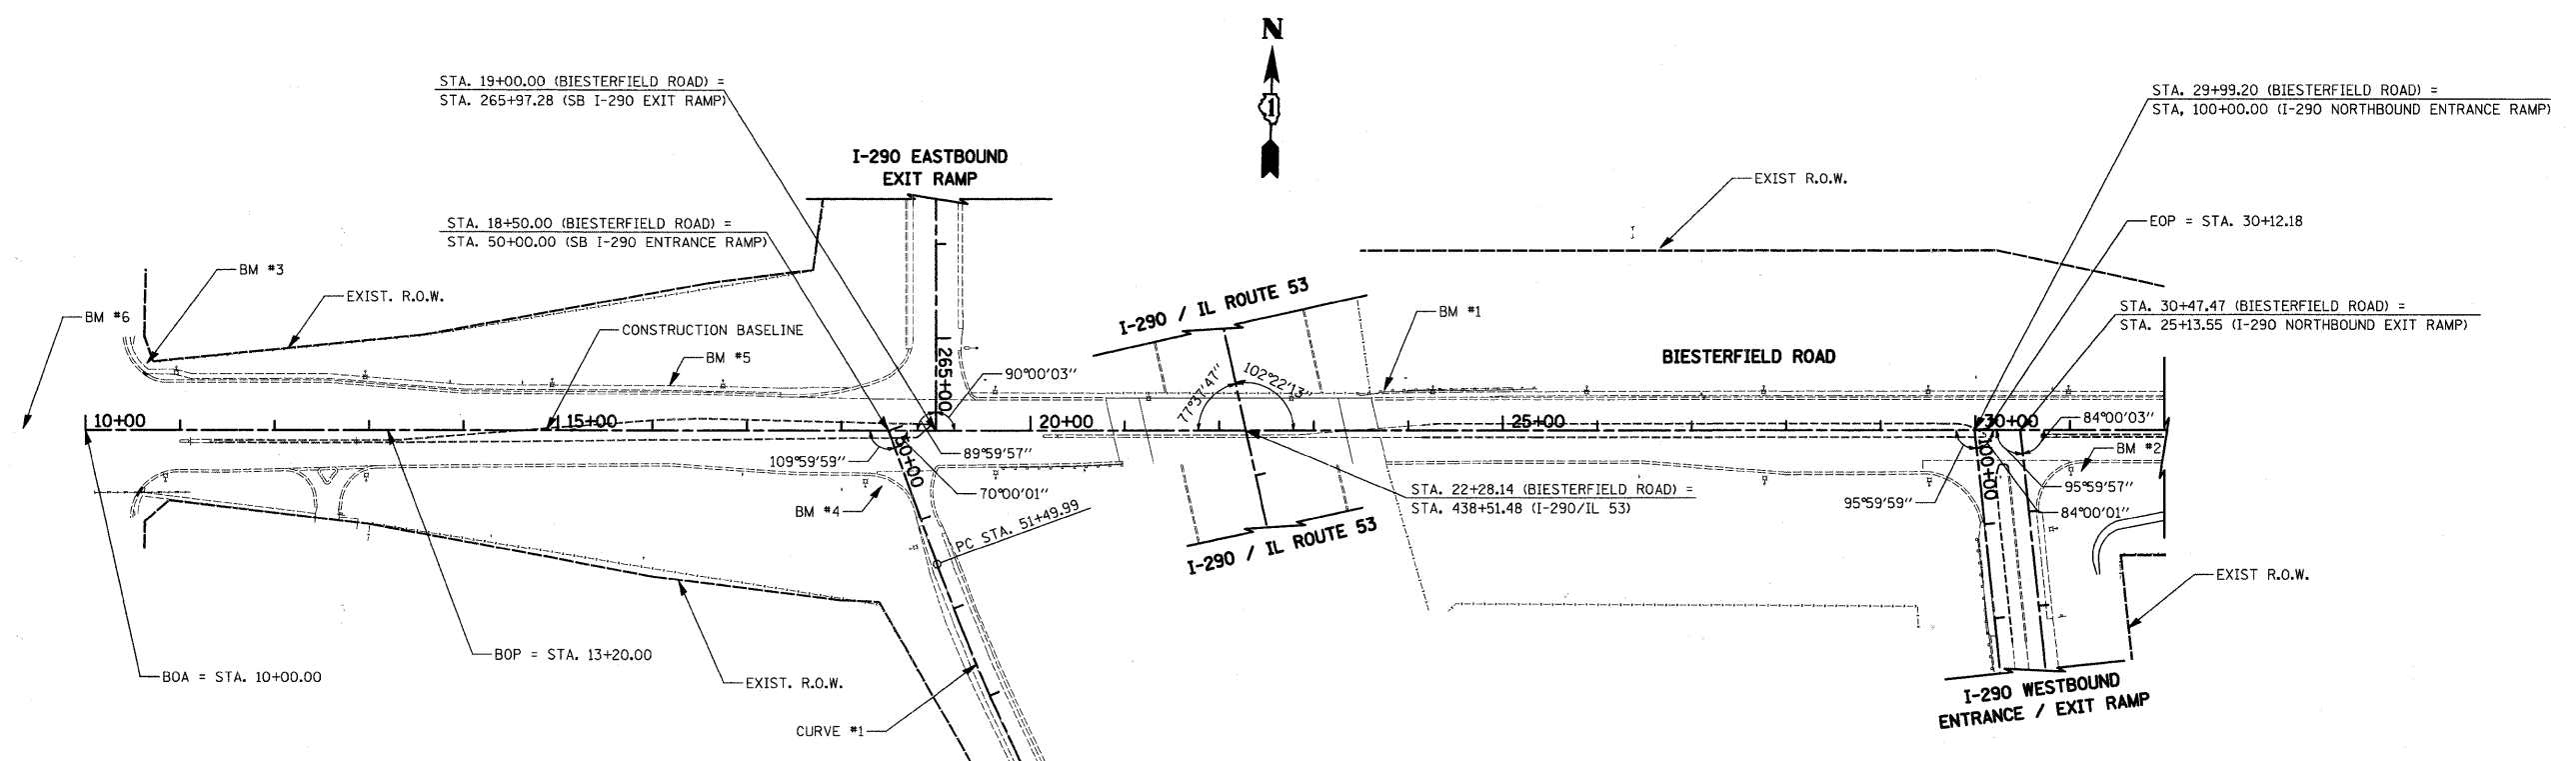 N
1
STA. 19+00.00 (BIESTERFIELD ROAD) =
STA. 265+97.28 (SB I-290 EXIT RAMP)
STA. 29+99.20 (BIESTERFIELD ROAD) =
STA, 100+00.00 (I-290 NORTHBOUND ENTRANCE RAMP)
I-290 EASTBOUND
EXIT RAMP
EXIST R.O.W.
STA. 18+50.00 (BIESTERFIELD ROAD) =
STA. 50+00.00 (SB I-290 ENTRANCE RAMP)
EOP = STA. 30+12.18
BM #3
EXIST. R.O.W.
BM #6
CONSTRUCTION BASELINE
BM #5
I-290 / IL ROUTE 53
BM #1
STA. 30+47.47 (BIESTERFIELD ROAD) =
STA. 25+13.55 (I-290 NORTHBOUND EXIT RAMP)
BIESTERFIELD ROAD
265+00
90°00'03"
77°37'47"
102°22'13"
10+00
15+00
20+00
25+00
30+00
84°00'03"
BM #2
109°59'59"
50+00
89°59'57"
70°00'01"
BM #4
PC STA. 51+49.99
STA. 22+28.14 (BIESTERFIELD ROAD) =
STA. 438+51.48 (I-290/IL 53)
95°59'59"
100+00
95°59'57"
84°00'01"
I-290 / IL ROUTE 53
EXIST R.O.W.
BOA = STA. 10+00.00
BOP = STA. 13+20.00
EXIST. R.O.W.
CURVE #1
I-290 WESTBOUND
ENTRANCE / EXIT RAMP